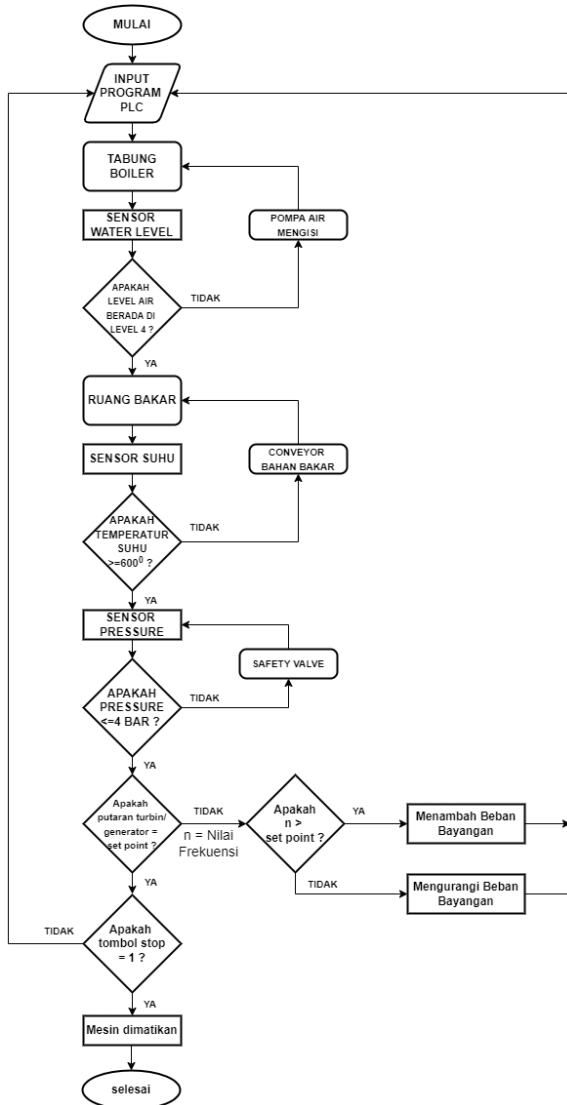 MULAI
INPUT
PROGRAM
PLC
TABUNG
BOILER
SENSOR
WATER LEVEL
POMPA AIR
MENGISI
APAKAH
LEVEL AIR
BERADA DI
LEVEL 4 ?
TIDAK
YA
RUANG BAKAR
SENSOR SUHU
CONVEYOR
BAHAN BAKAR
APAKAH
TEMPERATUR
SUHU
>=600⁰ ?
TIDAK
YA
SENSOR
PRESSURE
SAFETY VALVE
APAKAH
PRESSURE
<=4 BAR ?
TIDAK
YA
Apakah
putaran turbin/
generator =
set point ?
TIDAK
n = Nilai
Frekuensi
Apakah
n >
set point ?
YA
Menambah Beban
Bayangan
TIDAK
Mengurangi Beban
Bayangan
YA
Apakah
tombol stop
= 1 ?
TIDAK
YA
Mesin dimatikan
selesai